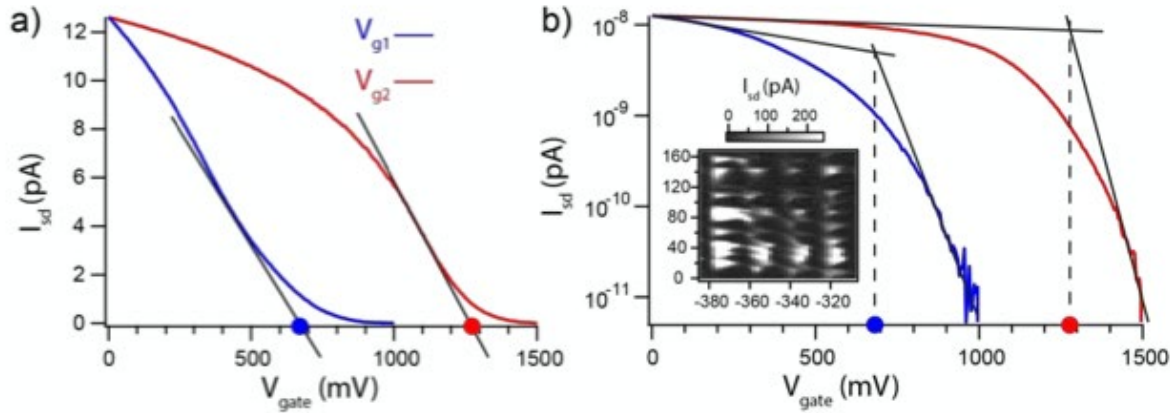 a)
12
10
8
6
4
2
0
I_sd (pA)
V_g1
V_g2
0 500 1000 1500
V_gate (mV)
b)
10^-8
10^-9
10^-10
10^-11
I_sd (pA)
I_sd (pA)
0 100 200
160
120
80
40
0
-380 -360 -340 -320
0 500 1000 1500
V_gate (mV)